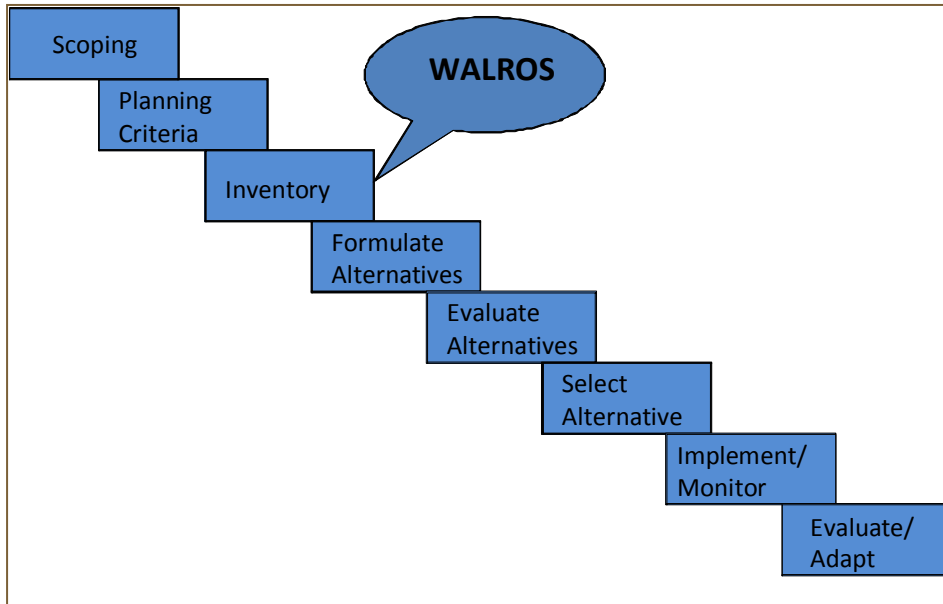 Scoping
WALROS
Planning
Criteria
Inventory
Formulate
Alternatives
Evaluate
Alternatives
Select
Alternative
Implement/
Monitor
Evaluate/
Adapt